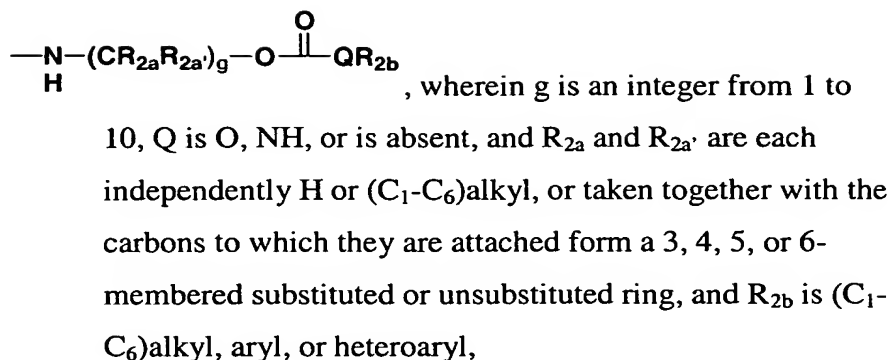 O
—N—(CR2aR2a')g—O QR2b
H
, wherein g is an integer from 1 to
10, Q is O, NH, or is absent, and R2a and R2a' are each
independently H or (C1-C6)alkyl, or taken together with the
carbons to which they are attached form a 3, 4, 5, or 6-
membered substituted or unsubstituted ring, and R2b is (C1-
C6)alkyl, aryl, or heteroaryl,